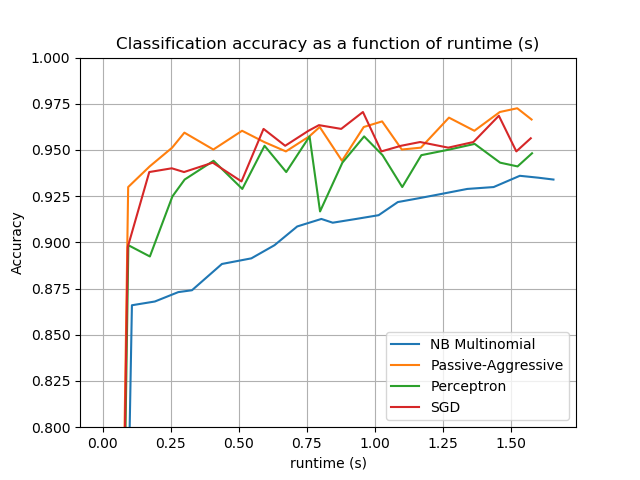 Classification accuracy as a function of runtime (s)
1.000
0.975
0.950
0.925
0.900
0.875
0.850
0.825
0.800
Accuracy
NB Multinomial
Passive-Aggressive
Perceptron
SGD
0.00 0.25 0.50 0.75 1.00 1.25 1.50
runtime (s)